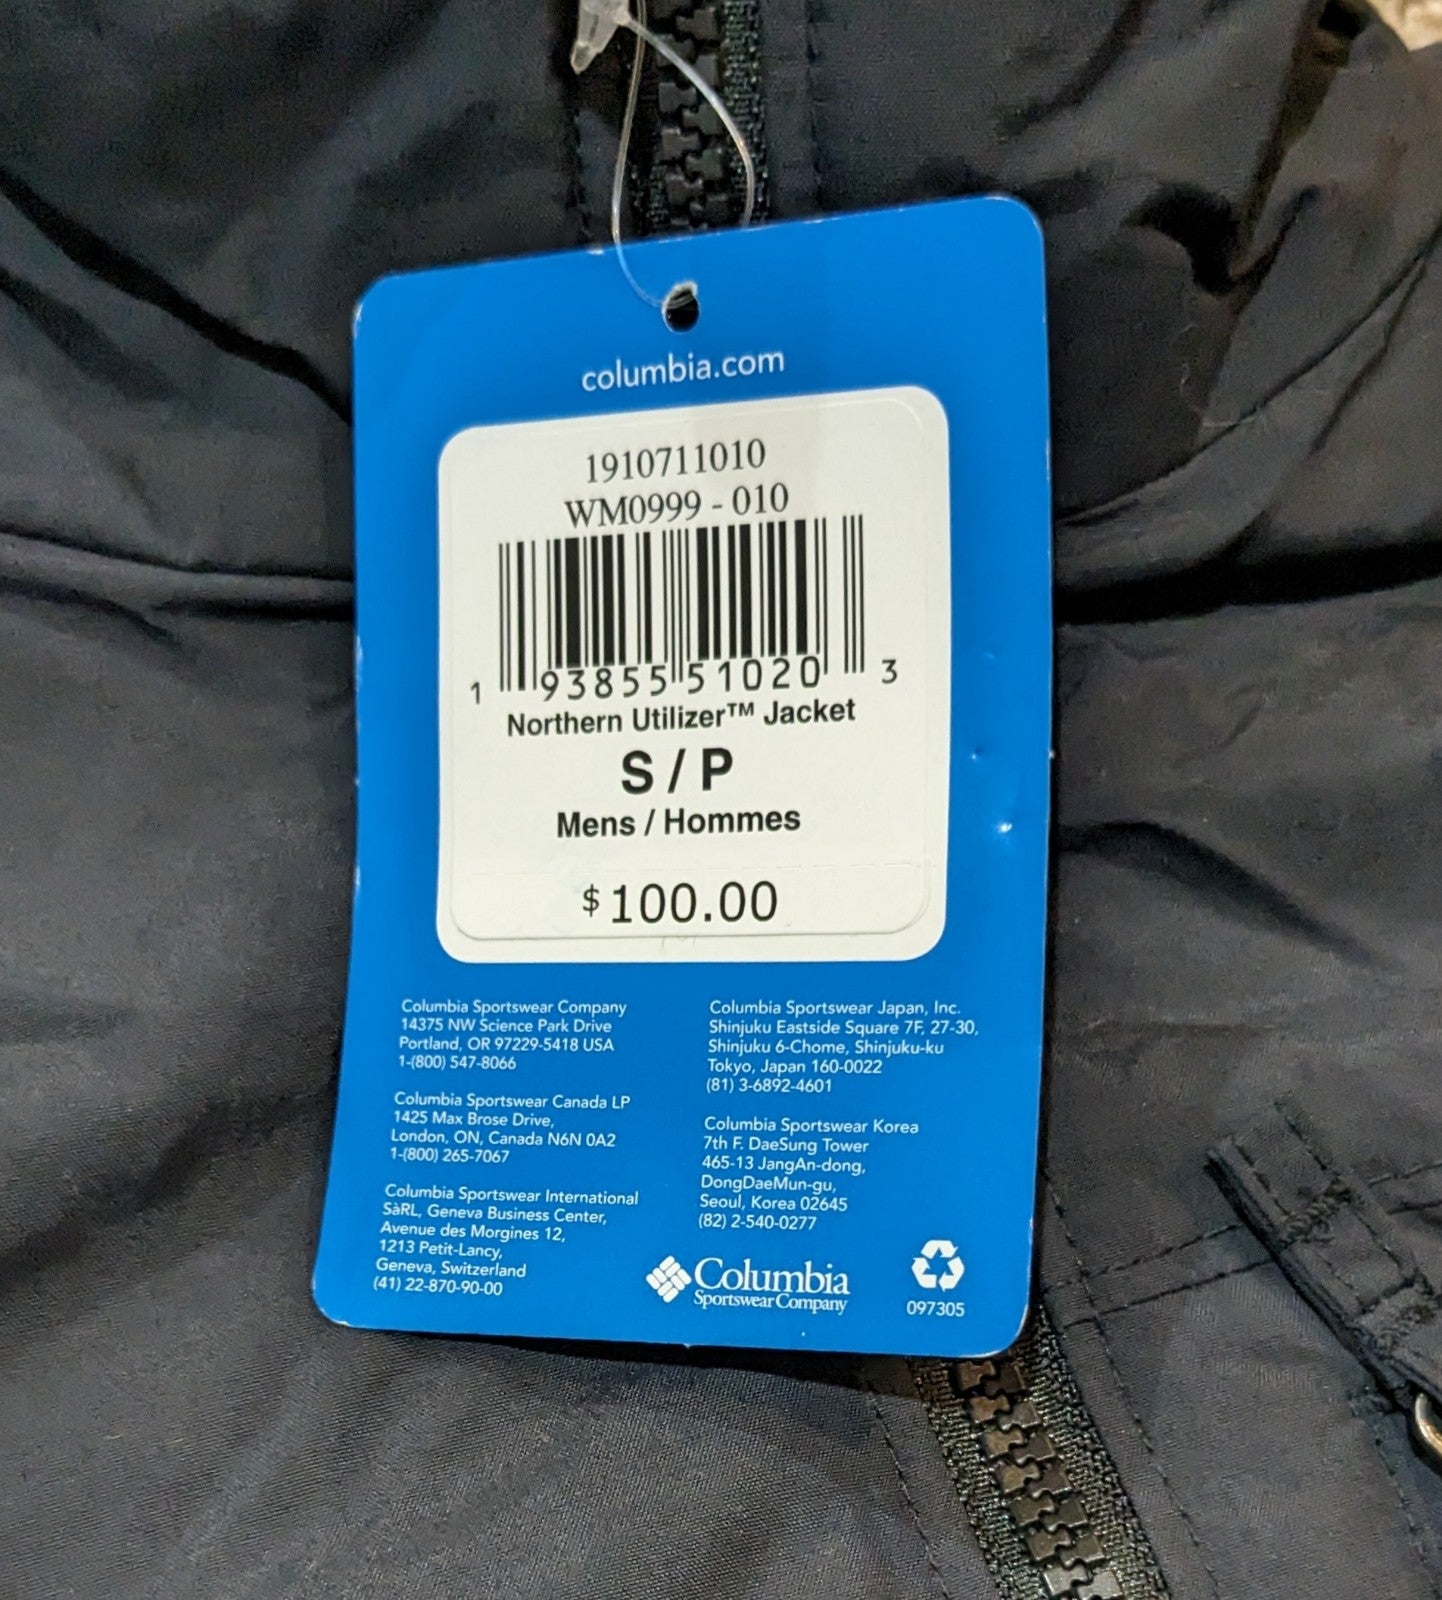 columbia.com
1910711010
WM0999 - 010
1 93855 51020 3
Northern Utilizer™ Jacket
S / P
Mens / Hommes
$100.00
Columbia Sportswear Company
14375 NW Science Park Drive
Portland, OR 97229-5418 USA
1-(800) 547-8066
Columbia Sportswear Canada LP
1425 Max Brose Drive,
London, ON, Canada N6N 0A2
1-(800) 265-7067
Columbia Sportswear International
SàRL, Geneva Business Center,
Avenue des Morgines 12,
1213 Petit-Lancy,
Geneva, Switzerland
(41) 22-870-90-00
Columbia Sportswear Japan, Inc.
Shinjuku Eastside Square 7F, 27-30,
Shinjuku 6-Chome, Shinjuku-ku
Tokyo, Japan 160-0022
(81) 3-6892-4601
Columbia Sportswear Korea
7th F. DaeSung Tower
465-13 JangAn-dong,
DongDaeMun-gu,
Seoul, Korea 02645
(82) 2-540-0277
Columbia
Sportswear Company
097305